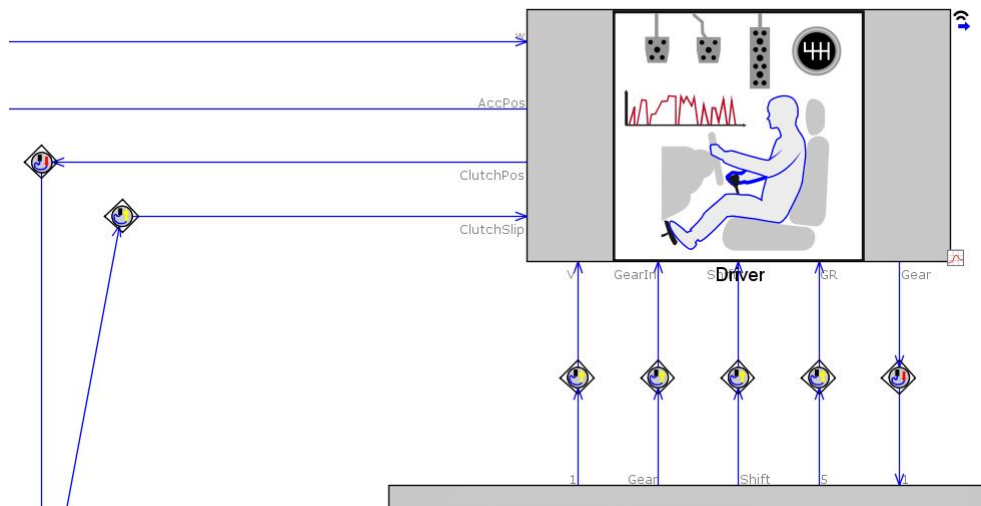 w
AccPos
ClutchPos
ClutchSlip
V GearIn GR Gear
Driver
1 Gear Shift 5 1